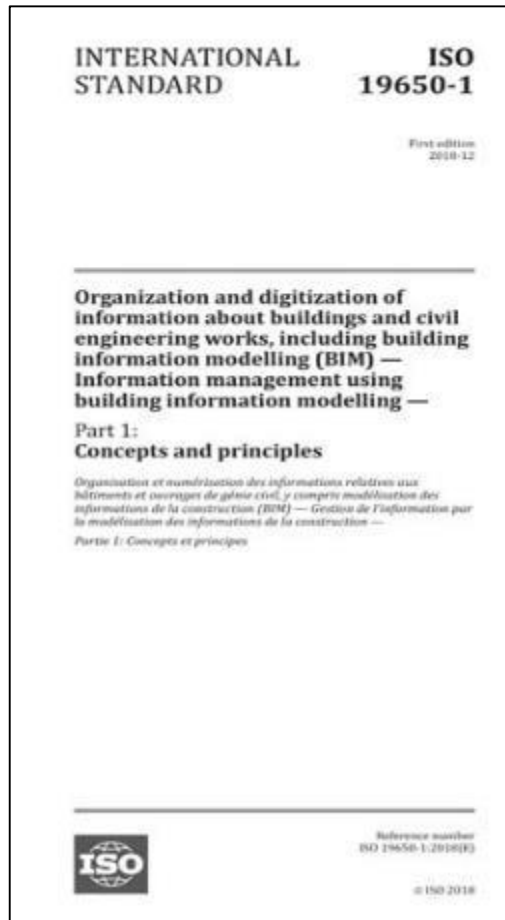 INTERNATIONAL
STANDARD
ISO
19650-1
First edition
2018-12
Organization and digitization of
information about buildings and civil
engineering works, including building
information modelling (BIM) —
Information management using
building information modelling —
Part 1:
Concepts and principles
Organisation et numérisation des informations relatives aux
bâtiments et ouvrages de génie civil, y compris modélisation des
informations de la construction (BIM) — Gestion de l'information par
la modélisation des informations de la construction —
Partie 1: Concepts et principes
ISO
Reference number
ISO 19650-1:2018(E)
© ISO 2018